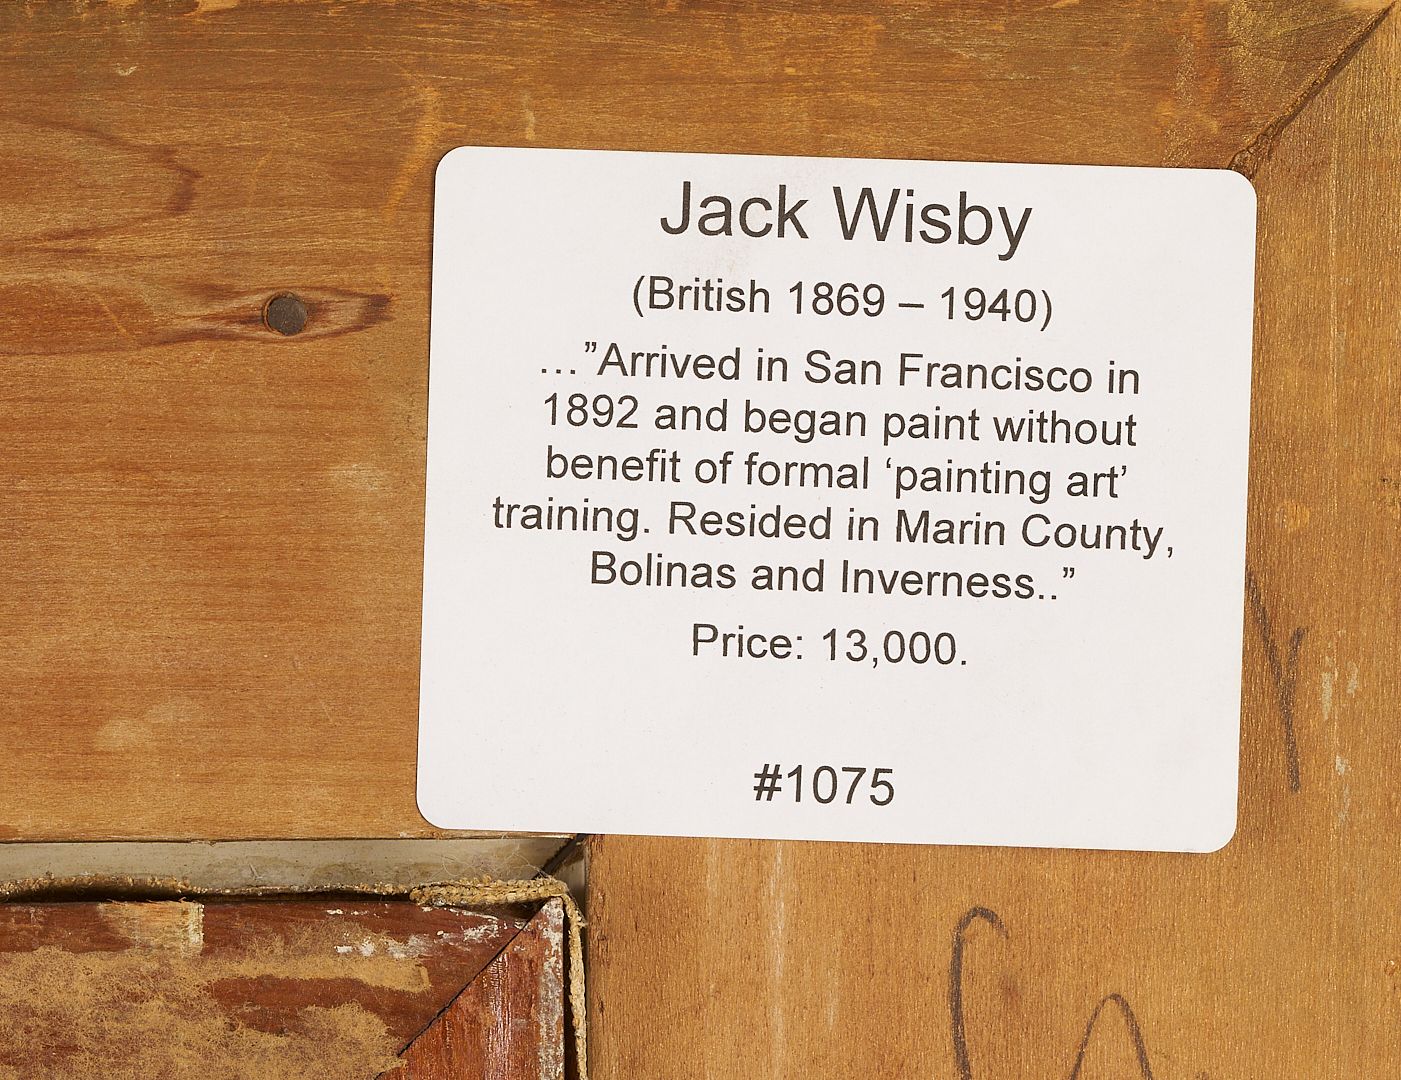 Jack Wisby
(British 1869 – 1940)
…”Arrived in San Francisco in
1892 and began paint without
benefit of formal ‘painting art’
training. Resided in Marin County,
Bolinas and Inverness..”
Price: 13,000.
#1075